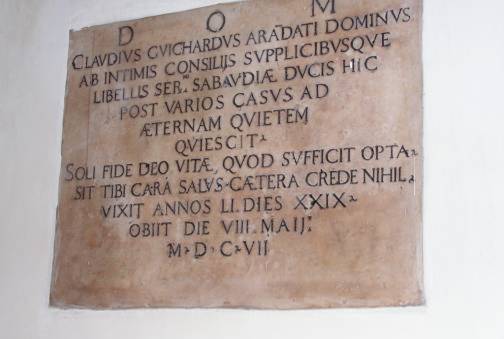 D O M
CLAVDIVS GVICHARDVS ARADATI DOMINVS
AB INTIMIS CONSILIJS SVPPLICIBVSQVE
LIBELLIS SER.MI SABAVDIÆ DVCIS HIC
POST VARIOS CASVS AD
ÆTERNAM QVIETEM
QVIESCIT
SOLI FIDE DEO VITÆ, QVOD SVFFICIT OPTA
SIT TIBI CARA SALVS CÆTERA CREDE NIHIL
VIXIT ANNOS LI. DIES XXIX
OBIIT DIE VIII. MAIJ.
M D C VII